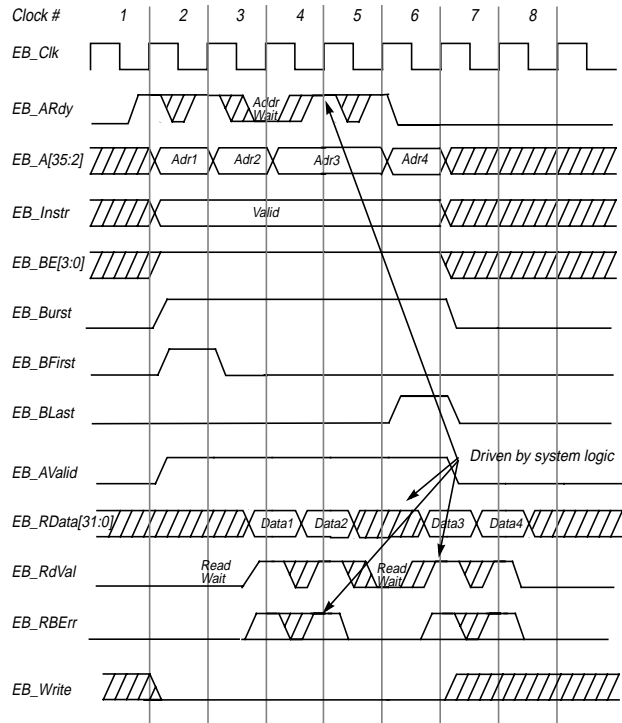 Clock # 1 2 3 4 5 6 7 8
EB_Clk
EB_ARdy
Addr
Wait
EB_A[35:2] Adr1 Adr2 Adr3 Adr4
EB_Instr Valid
EB_BE[3:0]
EB_Burst
EB_BFirst
EB_BLast
EB_AValid Driven by system logic
EB_RData[31:0] Data1 Data2 Data3 Data4
EB_RdVal
Read
Wait
Read
Wait
EB_RBErr
EB_Write